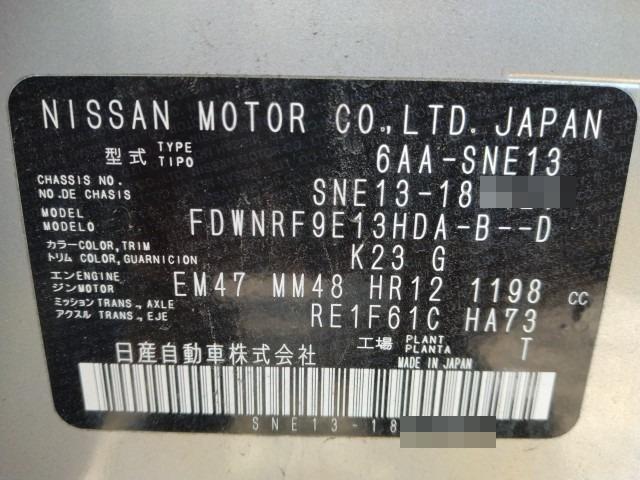 NISSAN MOTOR CO.,LTD. JAPAN
型式 TYPE TIPO 6AA-SNE13
CHASSIS NO. NO.DE CHASIS SNE13-18
MODEL MODELO FDWNRF9E13HDA-B--D
カラー COLOR, TRIM トリム COLOR, GUARNICION K23 G
エンジン ENGINE MOTOR EM47 MM48 HR12 1198 CC
ミッション TRANS., AXLE アクスル TRANS., EJE RE1F61C HA73
工場 PLANT PLANTA T
日産自動車株式会社 MADE IN JAPAN
SNE13-18